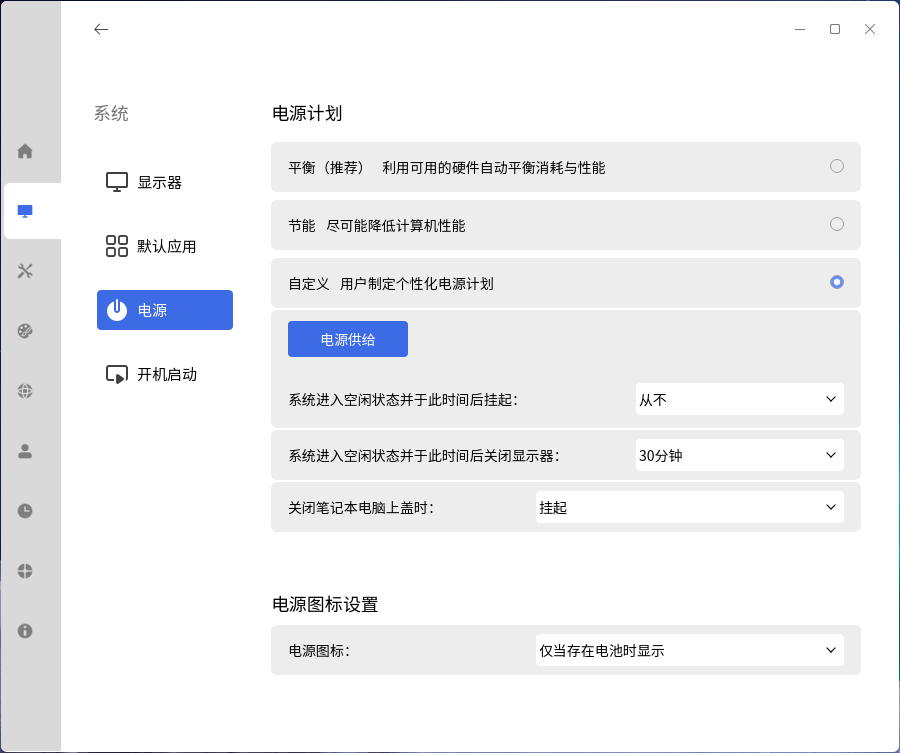 系统
显示器
默认应用
电源
开机启动
电源计划
平衡（推荐） 利用可用的硬件自动平衡消耗与性能
节能 尽可能降低计算机性能
自定义 用户制定个性化电源计划
电源供给
系统进入空闲状态并于此时间后挂起： 从不
系统进入空闲状态并于此时间后关闭显示器： 30分钟
关闭笔记本电脑上盖时： 挂起
电源图标设置
电源图标： 仅当存在电池时显示